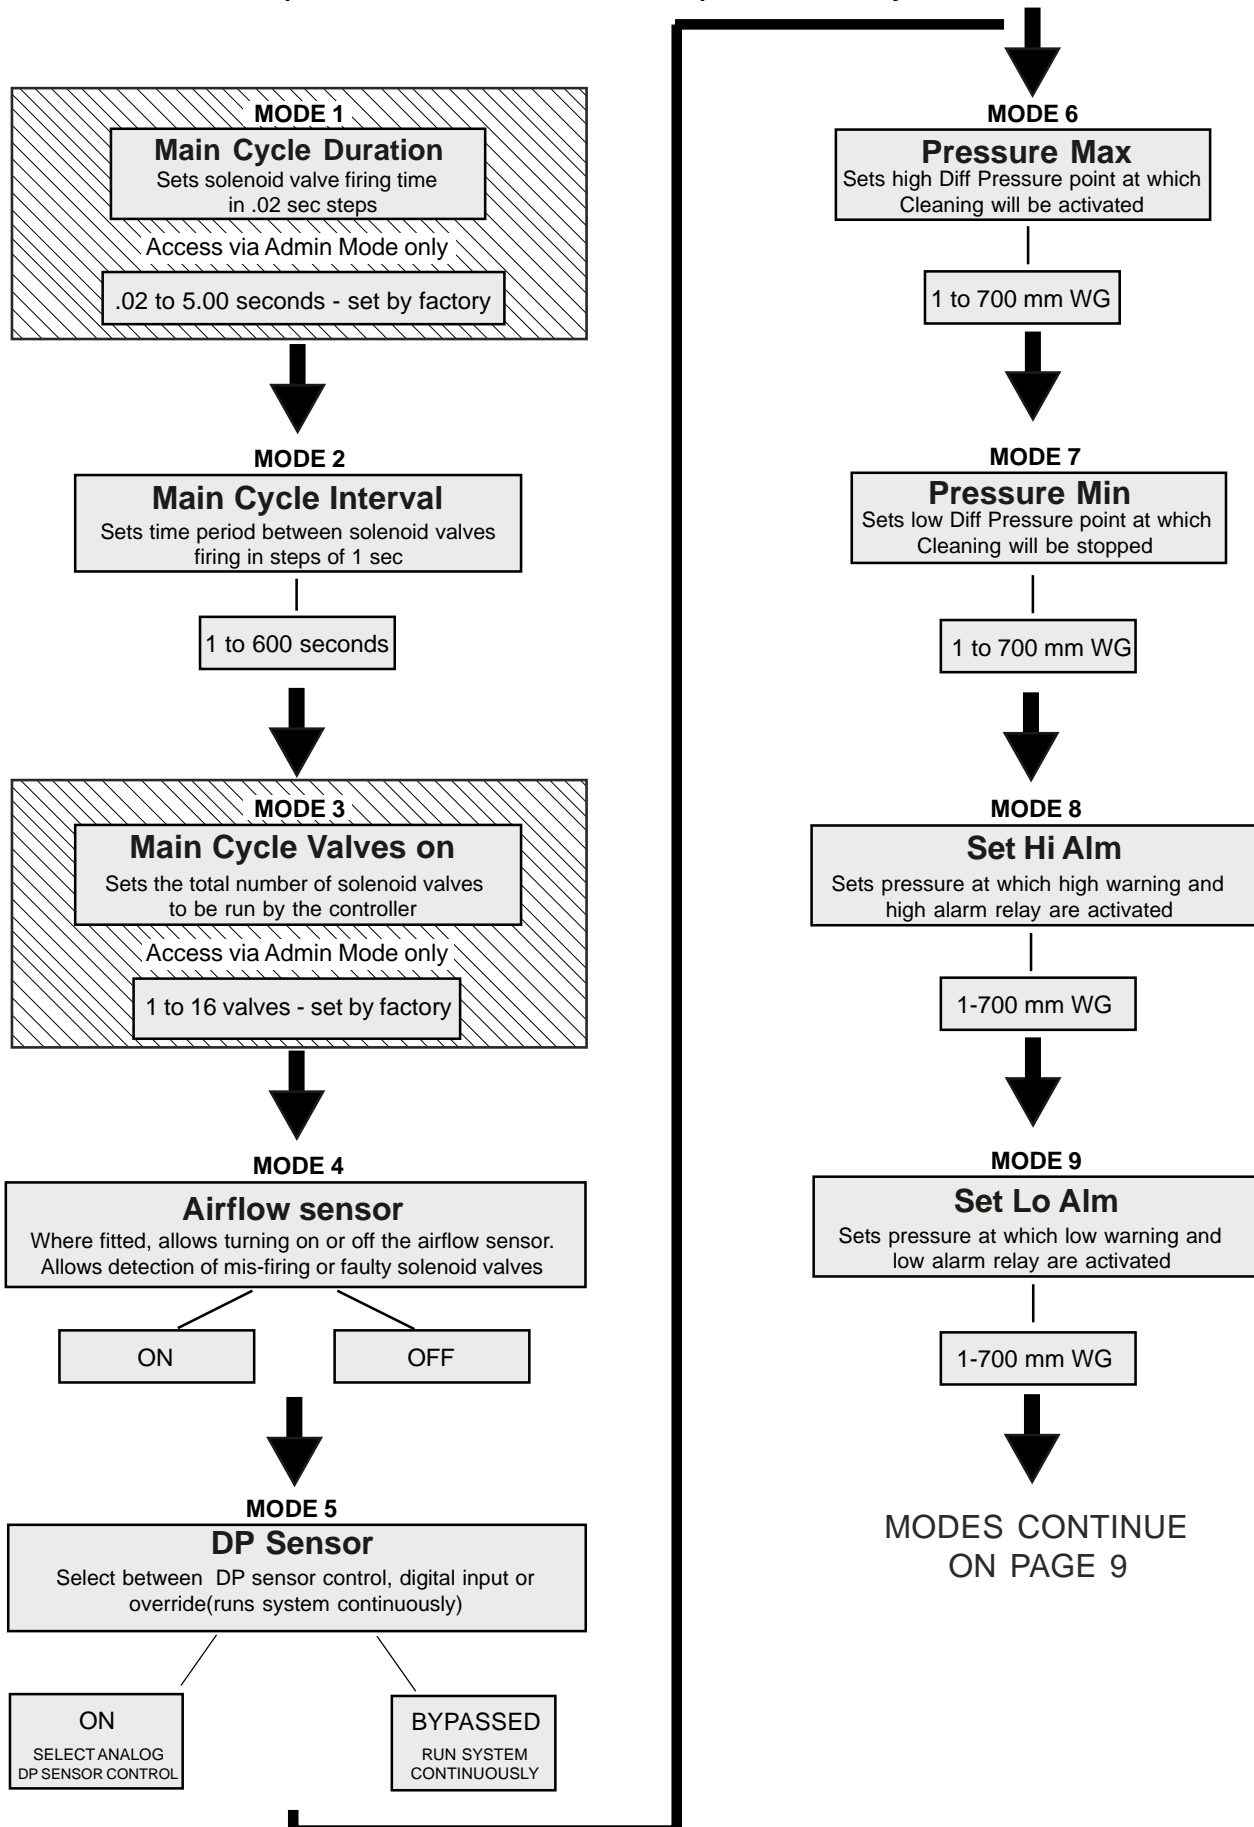 MODE 1
Main Cycle Duration
Sets solenoid valve firing time
in .02 sec steps
Access via Admin Mode only
.02 to 5.00 seconds - set by factory
MODE 2
Main Cycle Interval
Sets time period between solenoid valves
firing in steps of 1 sec
1 to 600 seconds
MODE 3
Main Cycle Valves on
Sets the total number of solenoid valves
to be run by the controller
Access via Admin Mode only
1 to 16 valves - set by factory
MODE 4
Airflow sensor
Where fitted, allows turning on or off the airflow sensor.
Allows detection of mis-firing or faulty solenoid valves
ON
OFF
MODE 5
DP Sensor
Select between DP sensor control, digital input or
override(runs system continuously)
ON
SELECT ANALOG
DP SENSOR CONTROL
BYPASSED
RUN SYSTEM
CONTINUOUSLY
MODE 6
Pressure Max
Sets high Diff Pressure point at which
Cleaning will be activated
1 to 700 mm WG
MODE 7
Pressure Min
Sets low Diff Pressure point at which
Cleaning will be stopped
1 to 700 mm WG
MODE 8
Set Hi Alm
Sets pressure at which high warning and
high alarm relay are activated
1-700 mm WG
MODE 9
Set Lo Alm
Sets pressure at which low warning and
low alarm relay are activated
1-700 mm WG
MODES CONTINUE
ON PAGE 9